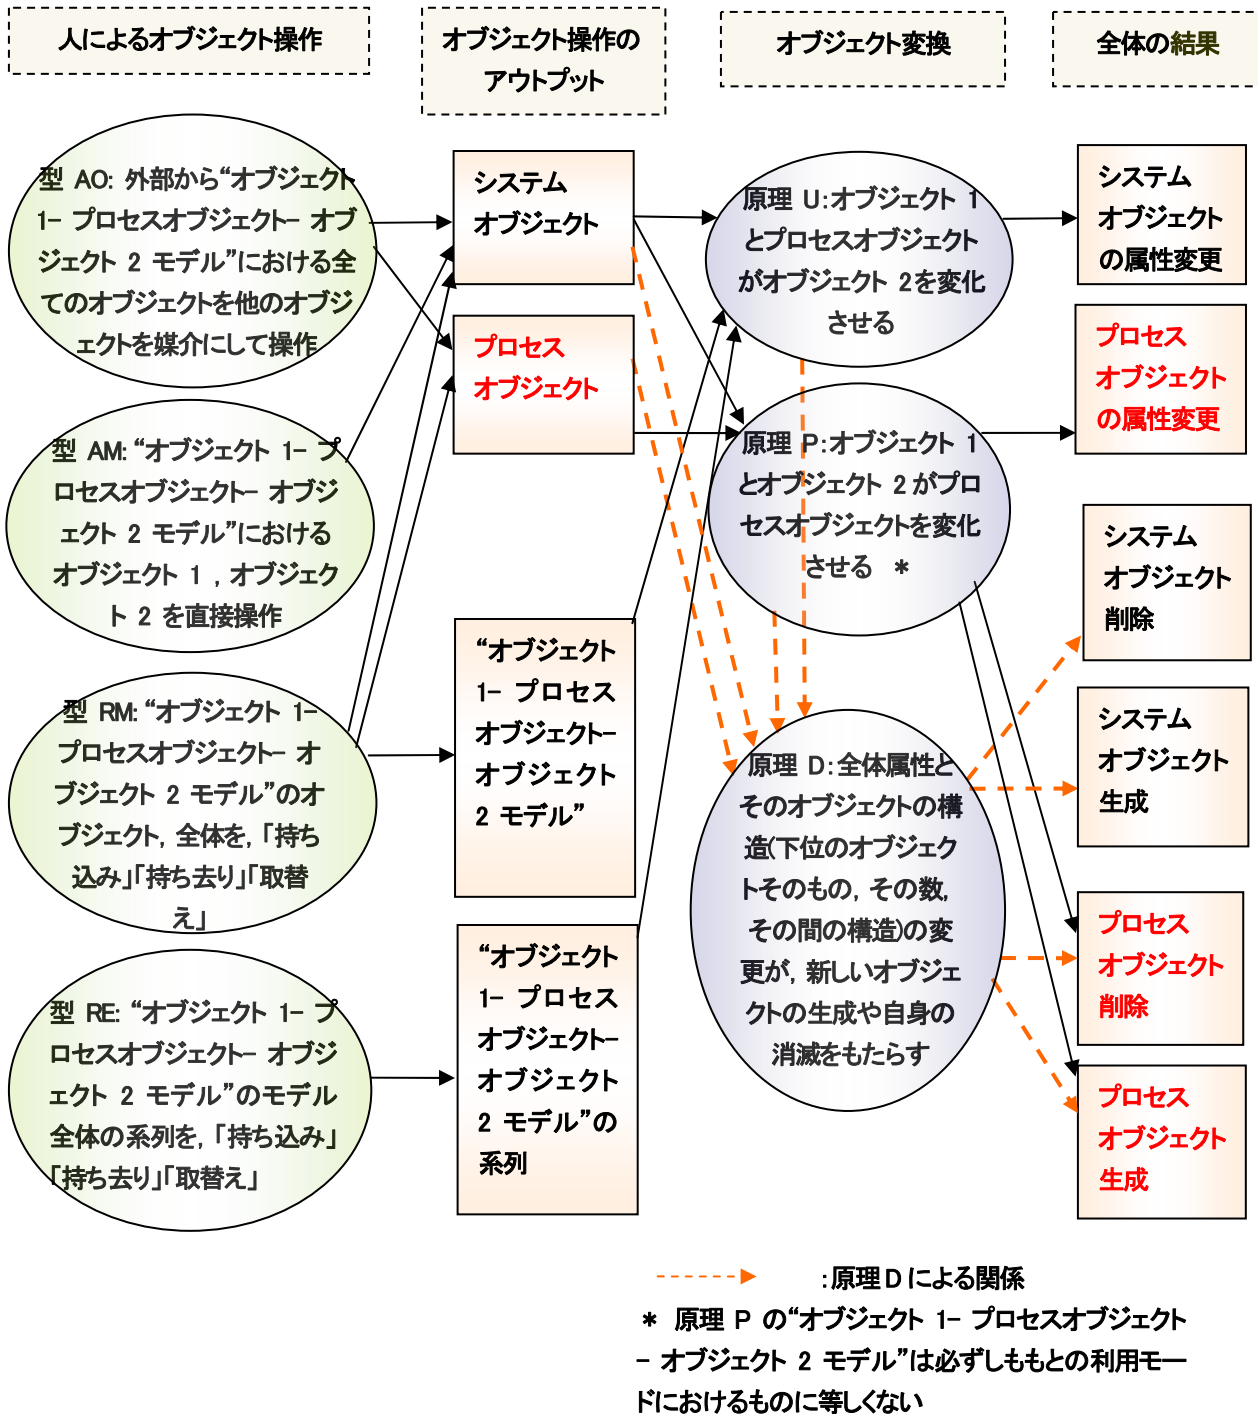 人によるオブジェクト操作
オブジェクト操作の
アウトプット
オブジェクト変換
全体の結果
型 AO: 外部から“オブジェクト
1- プロセスオブジェクト- オブ
ジェクト 2 モデル”における全
てのオブジェクトを他のオブジ
ェクトを媒介にして操作
型 AM: “オブジェクト 1- プ
ロセスオブジェクト- オブジ
ェクト 2 モデル”における
オブジェクト 1 , オブジェク
ト 2 を直接操作
型 RM: “オブジェクト 1-
プロセスオブジェクト- オ
ブジェクト 2 モデル”のオ
ブジェクト, 全体を, 「持ち
込み」「持ち去り」「取替
え」
型 RE: “オブジェクト 1- プ
ロセスオブジェクト- オブジ
ェクト 2 モデル”のモデル
全体の系列を, 「持ち込み」
「持ち去り」「取替え」
システム
オブジェクト
プロセス
オブジェクト
“オブジェクト
1- プロセス
オブジェクト-
オブジェクト
2 モデル”
“オブジェクト
1- プロセス
オブジェクト-
オブジェクト
2 モデル”の
系列
原理 U:オブジェクト 1
とプロセスオブジェクト
がオブジェクト 2を変化
させる
原理 P:オブジェクト 1
とオブジェクト 2 がプロ
セスオブジェクトを変化
させる *
原理 D:全体属性と
そのオブジェクトの構
造(下位のオブジェク
トそのもの, その数,
その間の構造)の変
更が, 新しいオブジェ
クトの生成や自身の
消滅をもたらす
システム
オブジェクト
の属性変更
プロセス
オブジェクト
の属性変更
システム
オブジェクト
削除
システム
オブジェクト
生成
プロセス
オブジェクト
削除
プロセス
オブジェクト
生成
:原理 D による関係
* 原理 P の“オブジェクト 1- プロセスオブジェクト
- オブジェクト 2 モデル”は必ずしももとの利用モー
ドにおけるものに等しくない